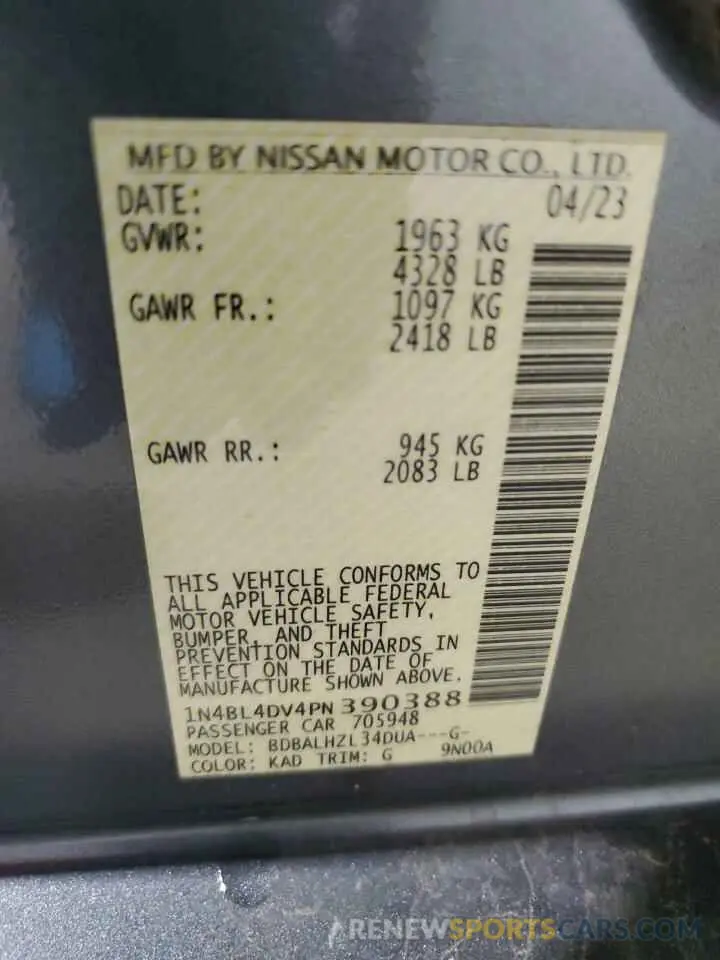 MFD BY NISSAN MOTOR CO., LTD.
DATE: 04/23
GVWR: 1963 KG
4328 LB
GAWR FR.: 1097 KG
2418 LB
GAWR RR.: 945 KG
2083 LB
THIS VEHICLE CONFORMS TO
ALL APPLICABLE FEDERAL
MOTOR VEHICLE SAFETY,
BUMPER, AND THEFT
PREVENTION STANDARDS IN
EFFECT ON THE DATE OF
MANUFACTURE SHOWN ABOVE.
1N4BL4DV4PN390388
PASSENGER CAR 705948
MODEL: BDBALHZL34DUA---G-
COLOR: KAD TRIM: G 9N00A
ARENEWSPORTSCARS.COM